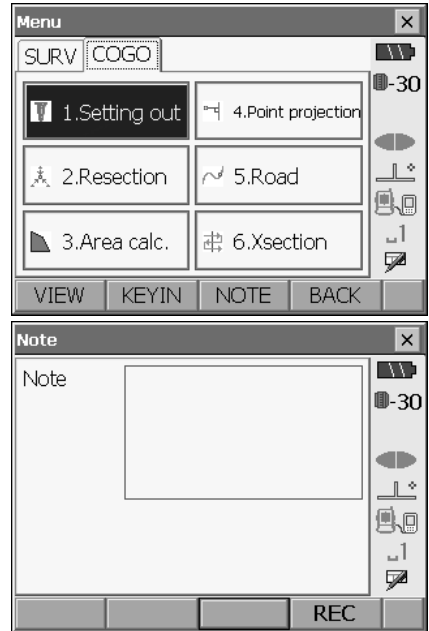 Menu
SURV COGO
-30
1.Setting out 4.Point projection
2.Resection 5.Road
3.Area calc. 6.Xsection
1
VIEW KEYIN NOTE BACK
Note
Note
-30
1
REC